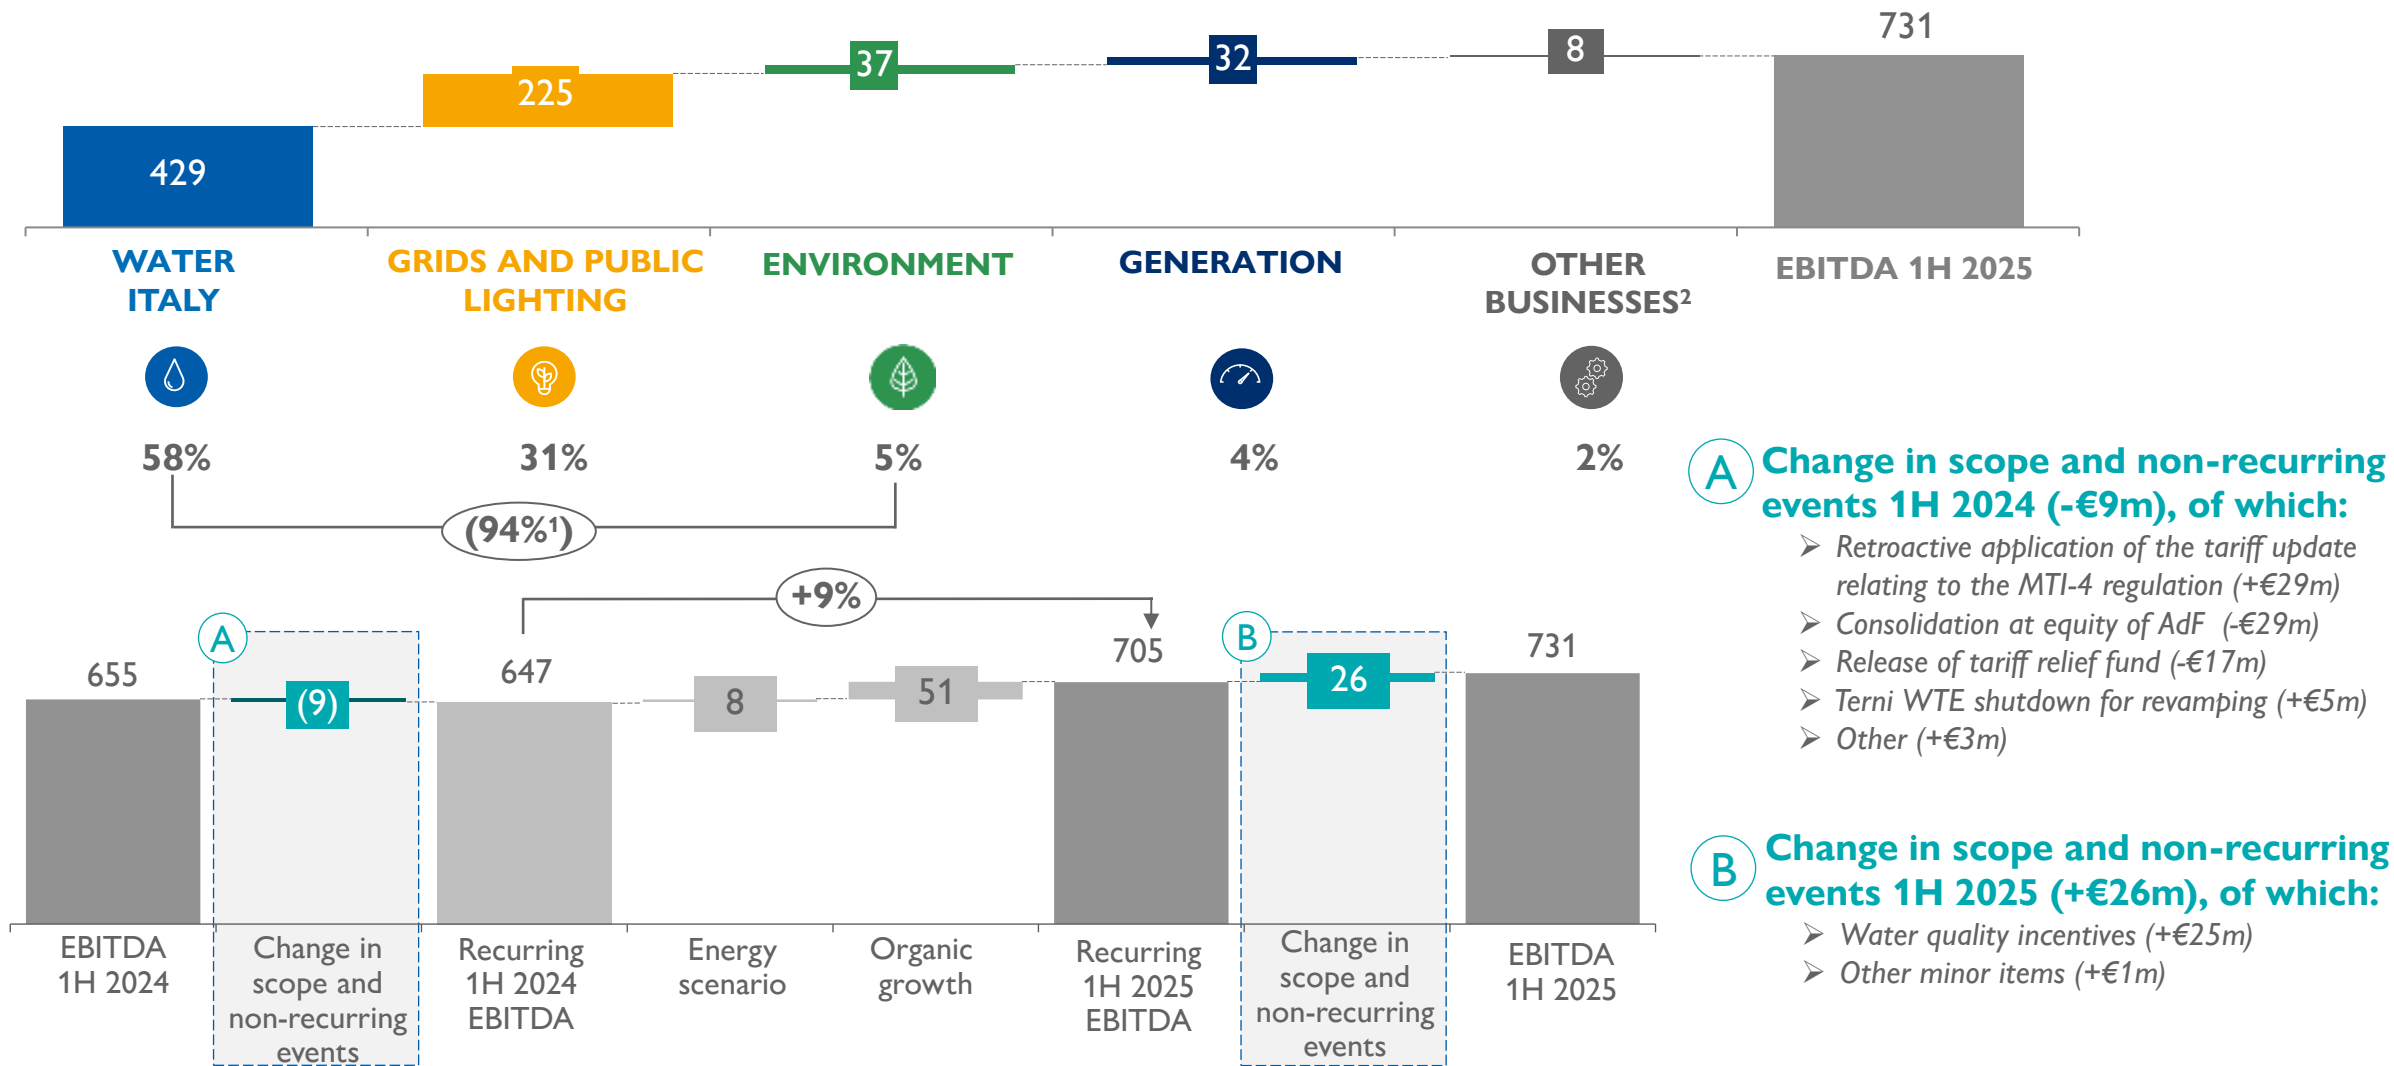 429
225
37
32
8
731
WATER
ITALY
GRIDS AND PUBLIC
LIGHTING
ENVIRONMENT
GENERATION
OTHER
BUSINESSES²
EBITDA 1H 2025
58%
31%
5%
4%
2%
(94%¹)
+9%
A
B
655
(9)
647
8
51
705
26
731
EBITDA
1H 2024
Change in
scope and
non-recurring
events
Recurring
1H 2024
EBITDA
Energy
scenario
Organic
growth
Recurring
1H 2025
EBITDA
Change in
scope and
non-recurring
events
EBITDA
1H 2025
A
Change in scope and non-recurring
events 1H 2024 (-€9m), of which:
➢ Retroactive application of the tariff update
relating to the MTI-4 regulation (+€29m)
➢ Consolidation at equity of AdF (-€29m)
➢ Release of tariff relief fund (-€17m)
➢ Terni WTE shutdown for revamping (+€5m)
➢ Other (+€3m)
B
Change in scope and non-recurring
events 1H 2025 (+€26m), of which:
➢ Water quality incentives (+€25m)
➢ Other minor items (+€1m)